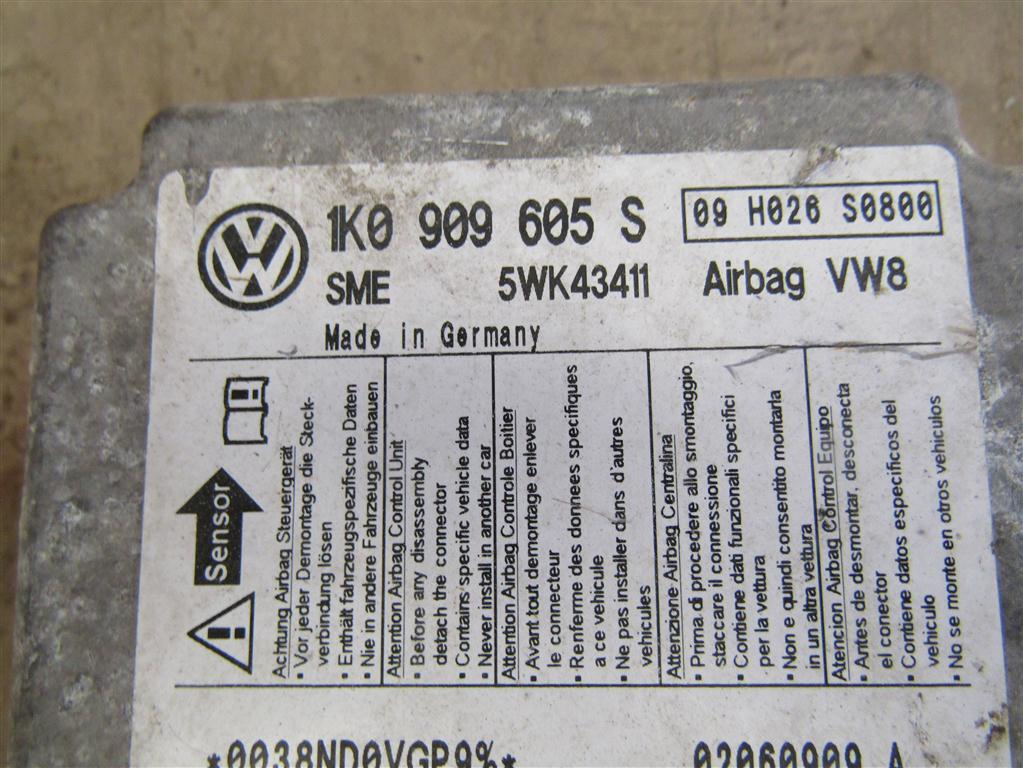 1K0 909 605 S
09 H026 S0800
SME 5WK43411 Airbag VW8
Made in Germany
Sensor
Achtung Airbag Steuergerät
• Vor jeder Demontage die Steck-
verbindung lösen
• Enthält fahrzeugspezifische Daten
• Nie in andere Fahrzeuge einbauen
Attention Airbag Control Unit
• Before any disassembly
detach the connector
• Contains specific vehicle data
• Never install in another car
Attention Airbag Controle Boitier
• Avant tout demontage enlever
le connecteur
• Renferme des donnees specifiques
a ce vehicule
• Ne pas installer dans d'autres
vehicules
Attenzione Airbag Centralina
• Prima di procedere allo smontaggio,
staccare il connessione
• Contiene dati funzionali specifici
per la vettura
• Non e quindi consentito montarla
in un altra vettura
Atencion Airbag Control Equipo
• Antes de desmontar, desconecta
el conector
• Contiene datos especificos del
vehiculo
• No se monte en otros vehiculos
*0038ND0VGP9%*
02060909 A